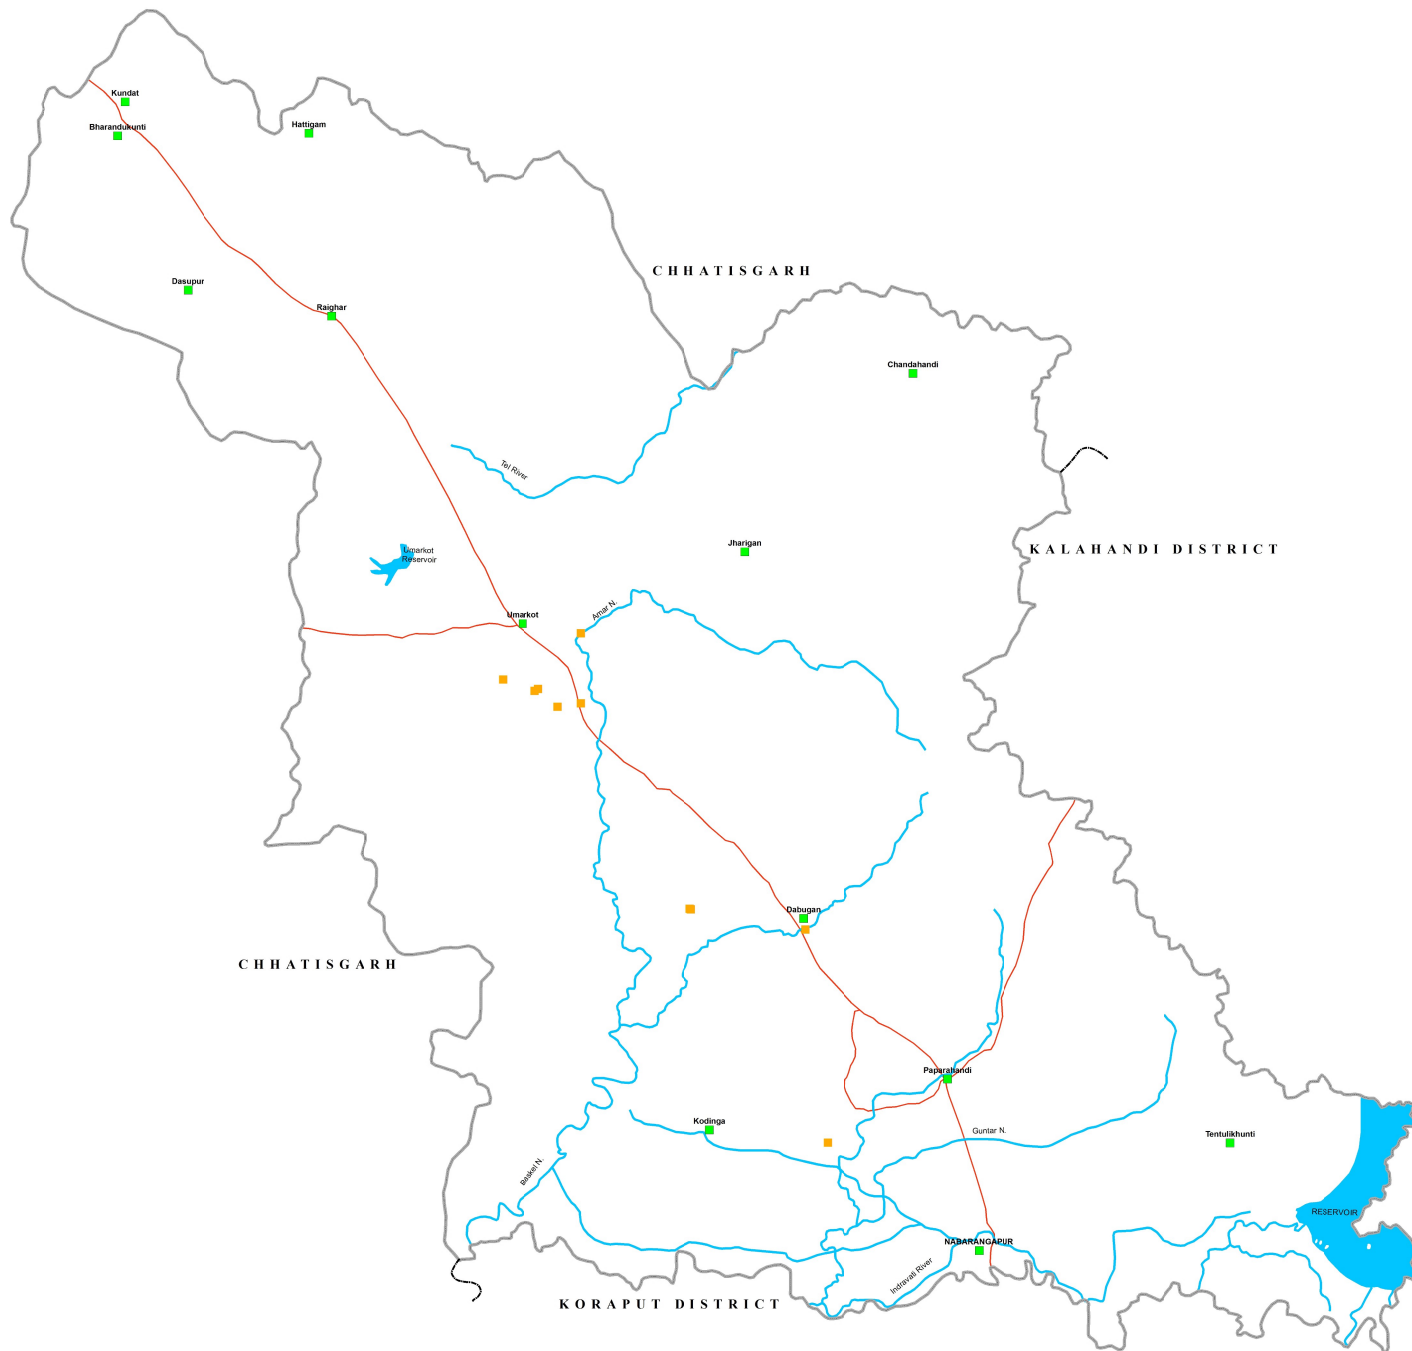 Kundat
Bharandukunti
Hattigam
CHHATISGARH
Dasupur
Raighar
Chandahandi
Tel River
Jharigan
KALAHANDI DISTRICT
Umarkot
Reservoir
Amar N.
Umarkot
Dabugan
CHHATISGARH
Paparahandi
Kodinga
Guntar N.
Tentulikhunti
Baskel N.
RESERVOIR
NABARANGAPUR
Indravati River
KORAPUT DISTRICT